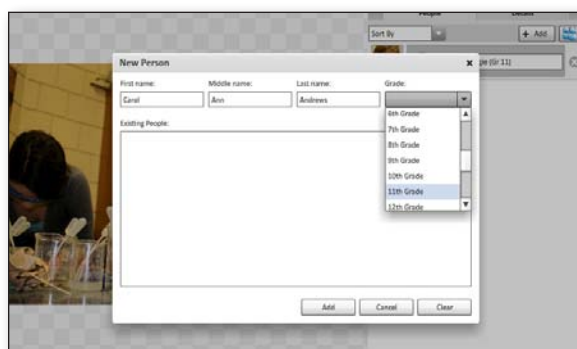 People Details
Sort By + Add
New Person x
(Gr 11)
First name: Middle name: Last name: Grade:
Carol Ann Andrews
Existing People:
6th Grade
7th Grade
8th Grade
9th Grade
10th Grade
11th Grade
12th Grade
Add Cancel Clear